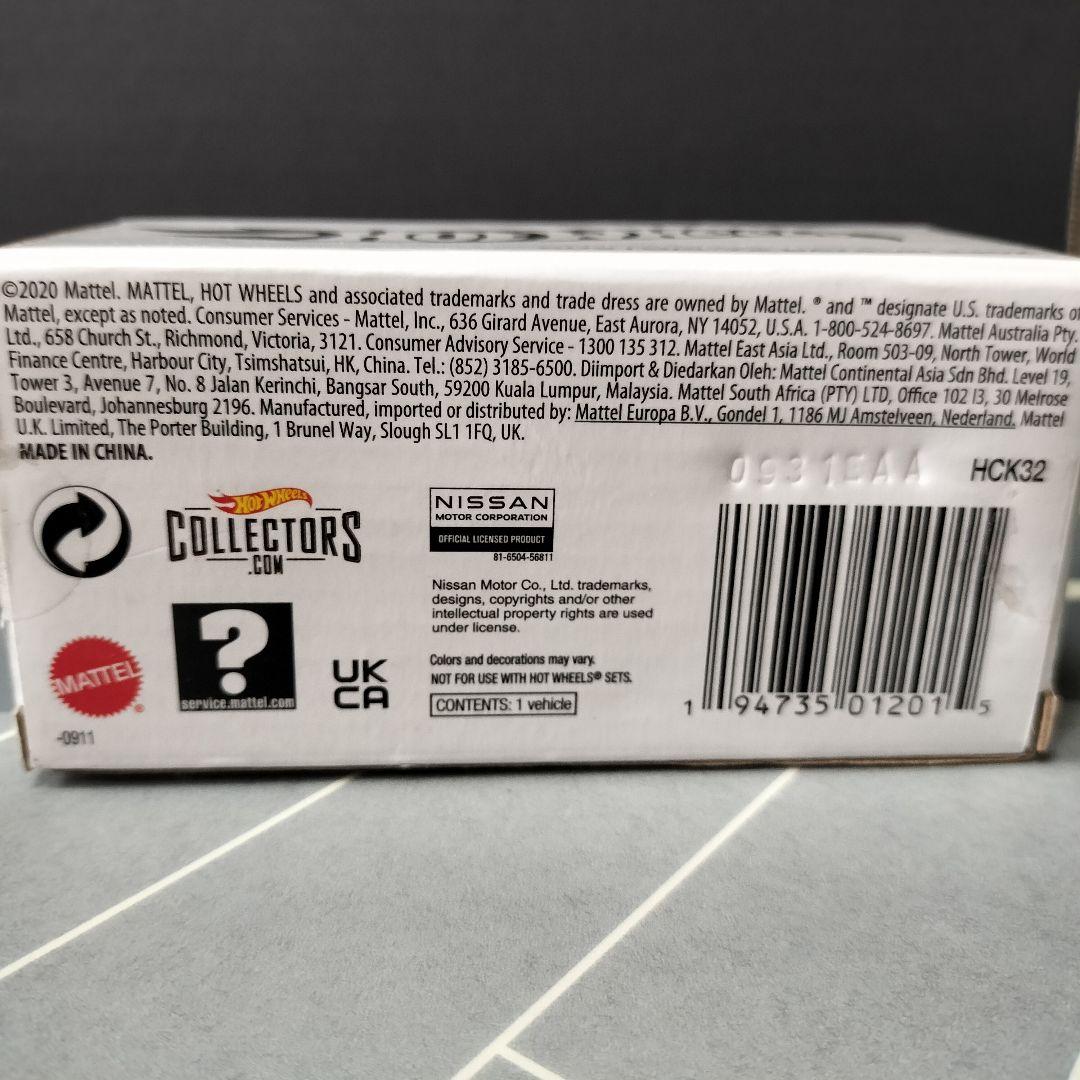 ©2020 Mattel. MATTEL, HOT WHEELS and associated trademarks and trade dress are owned by Mattel. ® and ™ designate U.S. trademarks of
Mattel, except as noted. Consumer Services - Mattel, Inc., 636 Girard Avenue, East Aurora, NY 14052, U.S.A. 1-800-524-8697. Mattel Australia Pty.
Ltd., 658 Church St., Richmond, Victoria, 3121. Consumer Advisory Service - 1300 135 312. Mattel East Asia Ltd., Room 503-09, North Tower, World
Finance Centre, Harbour City, Tsimshatsui, HK, China. Tel.: (852) 3185-6500. Diimport & Diedarkan Oleh: Mattel Continental Asia Sdn Bhd. Level 19,
Tower 3, Avenue 7, No. 8 Jalan Kerinchi, Bangsar South, 59200 Kuala Lumpur, Malaysia. Mattel South Africa (PTY) LTD, Office 102 I3, 30 Melrose
Boulevard, Johannesburg 2196. Manufactured, imported or distributed by: Mattel Europa B.V., Gondel 1, 1186 MJ Amstelveen, Nederland. Mattel
U.K. Limited, The Porter Building, 1 Brunel Way, Slough SL1 1FQ, UK.
MADE IN CHINA.
HCK32
HOT WHEELS
COLLECTORS
.COM
NISSAN
MOTOR CORPORATION
OFFICIAL LICENSED PRODUCT
81-6504-56811
Nissan Motor Co., Ltd. trademarks,
designs, copyrights and/or other
intellectual property rights are used
under license.
MATTEL®
?
service.mattel.com
UK
CA
Colors and decorations may vary.
NOT FOR USE WITH HOT WHEELS® SETS.
CONTENTS: 1 vehicle
1 94735 01201 5
-0911